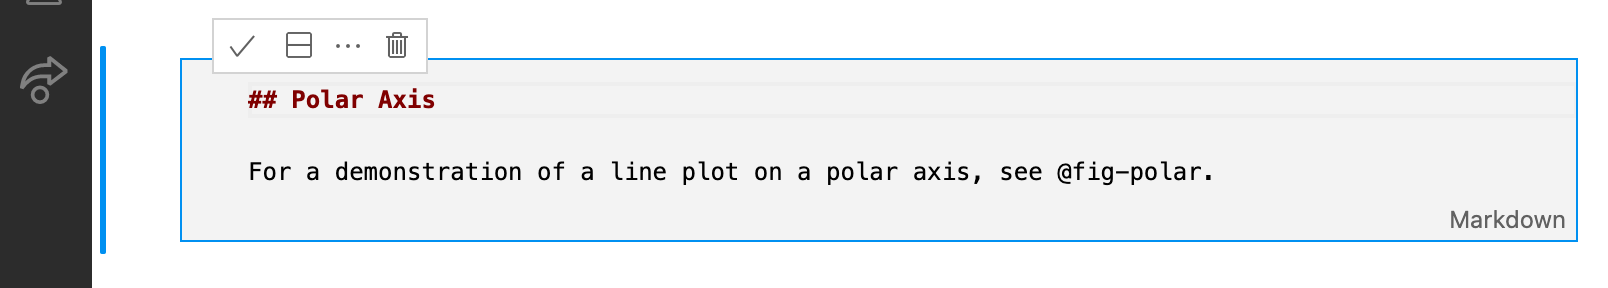 ## Polar Axis
For a demonstration of a line plot on a polar axis, see @fig-polar.
Markdown